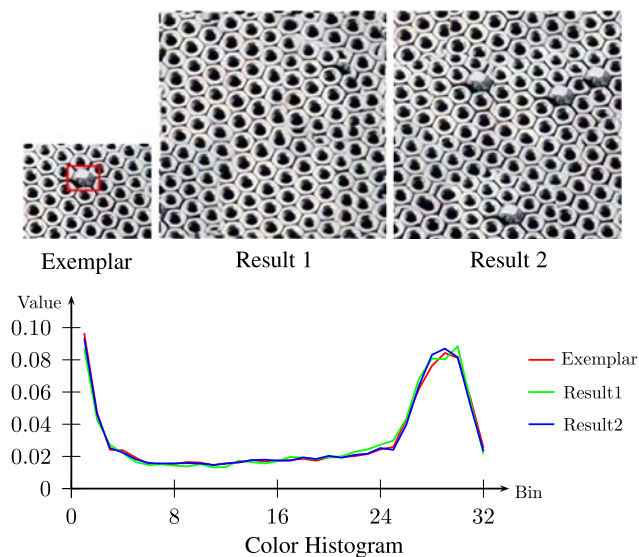 Exemplar
Result 1
Result 2
Value
0.10
0.08
0.06
0.04
0.02
0
0
8
16
24
32
Bin
Exemplar
Result1
Result2
Color Histogram